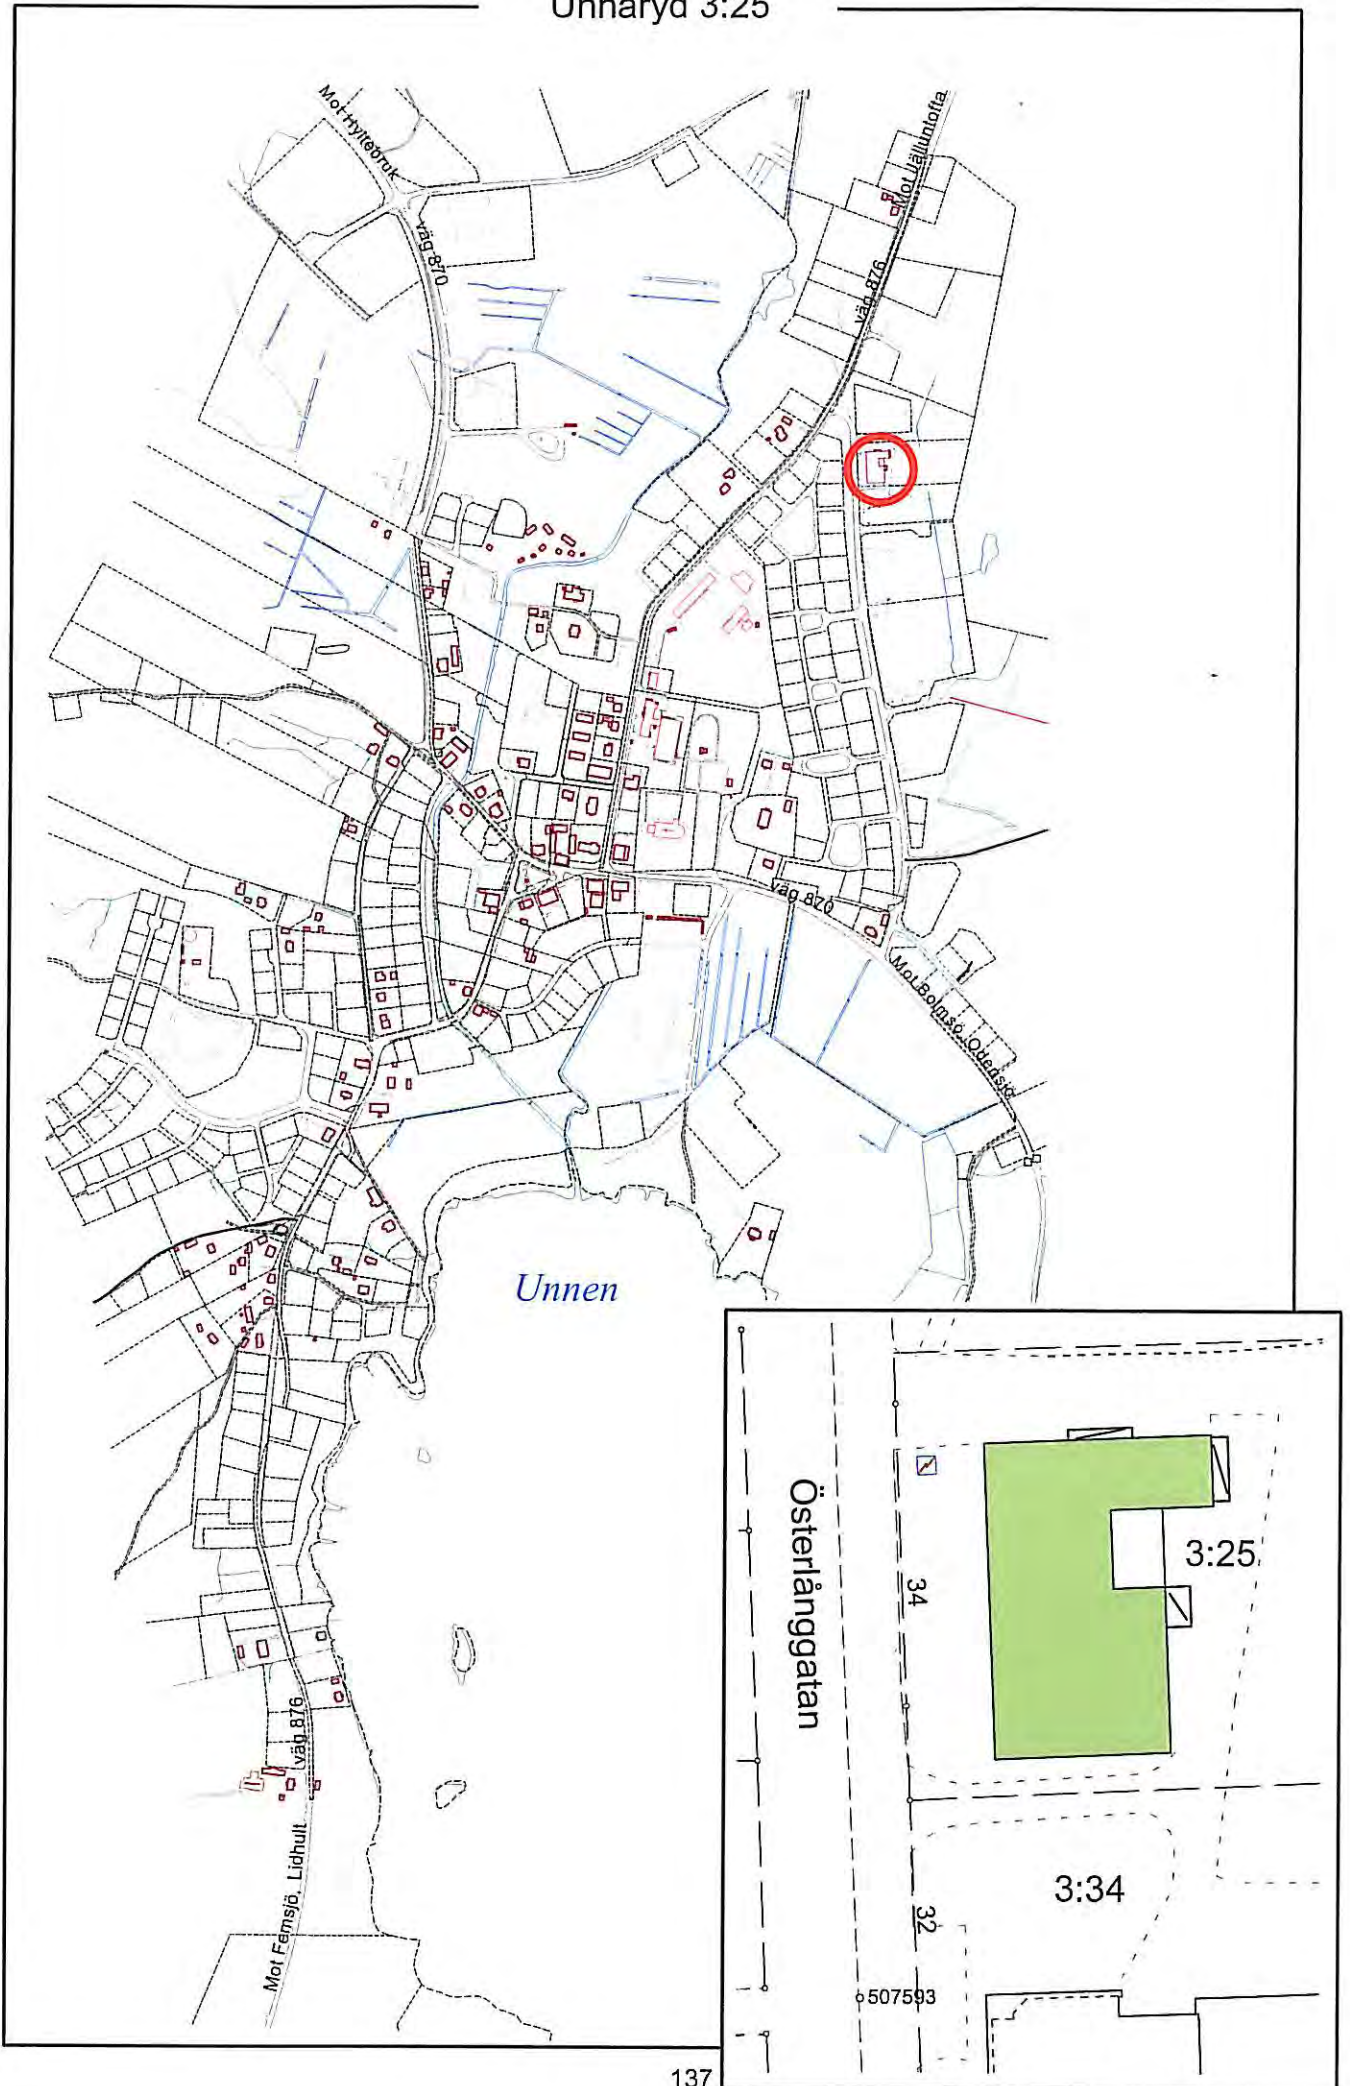 Unnaryd 3:25
Mot Hyltebruk
Mot Jälluntofta
väg 870
väg 876
väg 870
Mot Bolmsö, Odensjö
Unnen
Österlånggatan
3:25
34
väg 876
3:34
32
Mot Femsjö, Lidhult
507593
137